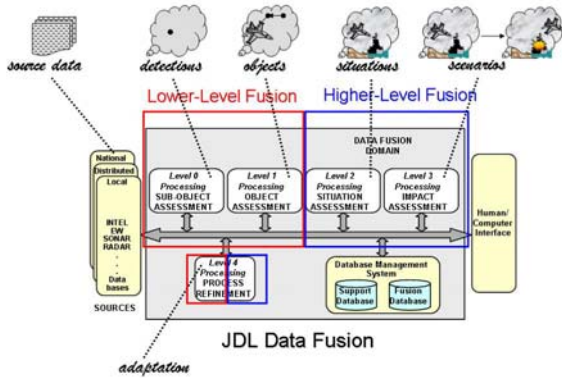 source data
detections
objects
situations
scenarios
Lower-Level Fusion
Higher-Level Fusion
DATA FUSION
DOMAIN
National
Distributed
Local
INTEL
EW
SONAR
RADAR
.
.
.
Data
bases
SOURCES
Level 0
Processing
SUB-OBJECT
ASSESSMENT
Level 1
Processing
OBJECT
ASSESSMENT
Level 2
Processing
SITUATION
ASSESSMENT
Level 3
Processing
IMPACT
ASSESSMENT
Human/
Computer
Interface
Level 4
Processing
PROCESS
REFINEMENT
Database Management
System
Support
Database
Fusion
Database
adaptation
JDL Data Fusion